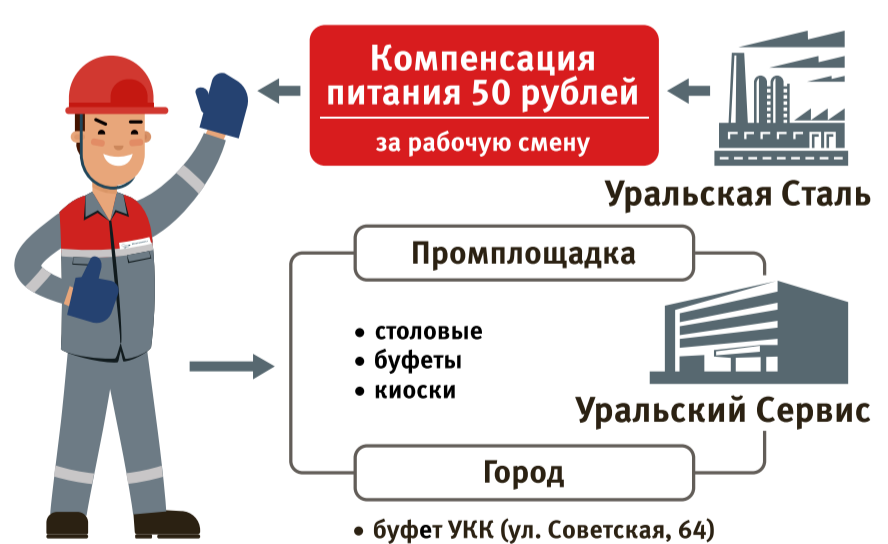 Компенсация
питания 50 рублей
за рабочую смену
Уральская Сталь
Промплощадка
• столовые
• буфеты
• киоски
Уральский Сервис
Город
• буфет УКК (ул. Советская, 64)